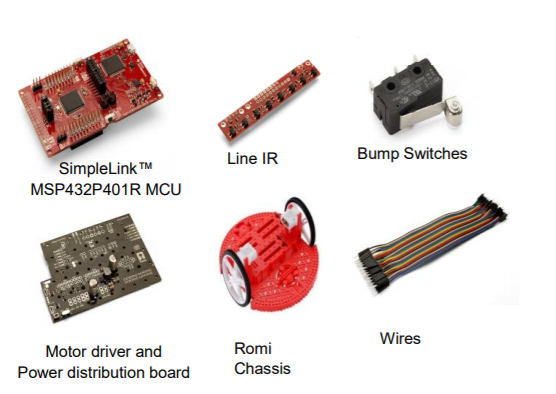 SimpleLink™
MSP432P401R MCU
Line IR
Bump Switches
Motor driver and
Power distribution board
Romi
Chassis
Wires